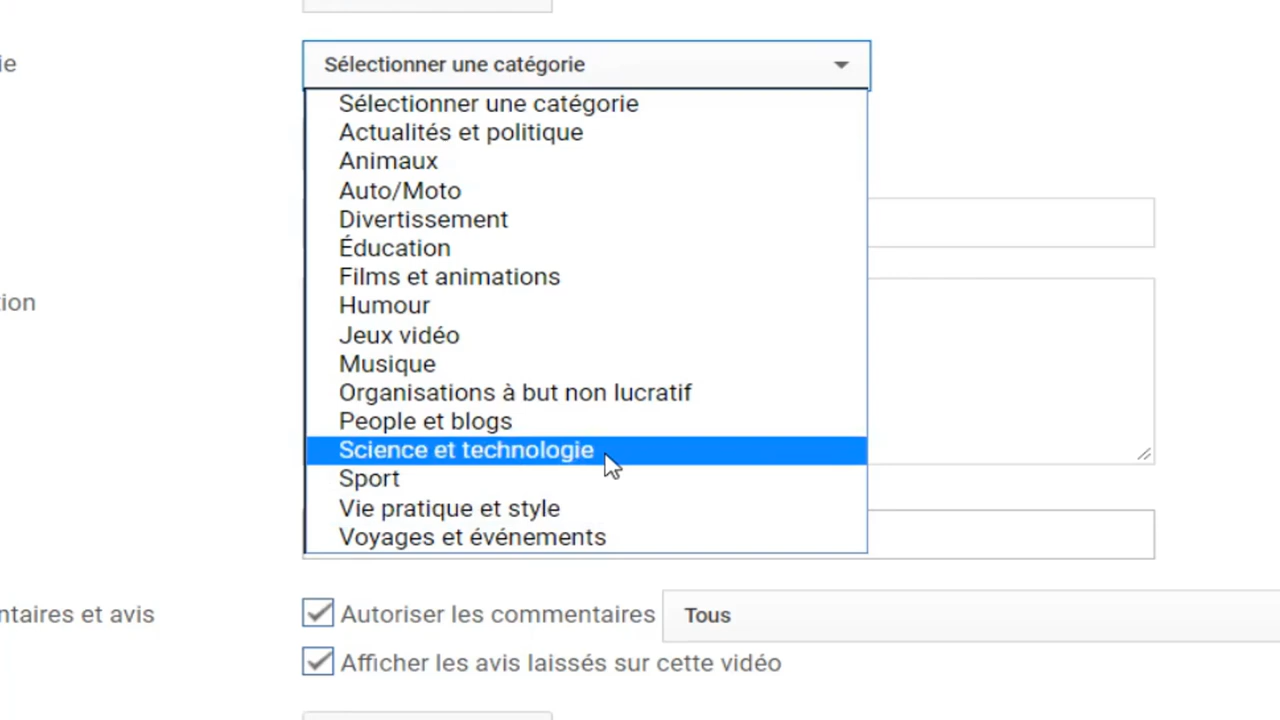 ie
Sélectionner une catégorie
Sélectionner une catégorie
Actualités et politique
Animaux
Auto/Moto
Divertissement
Éducation
Films et animations
Humour
Jeux vidéo
Musique
Organisations à but non lucratif
People et blogs
Science et technologie
Sport
Vie pratique et style
Voyages et événements
tion
ntaires et avis
Autoriser les commentaires
Tous
Afficher les avis laissés sur cette vidéo